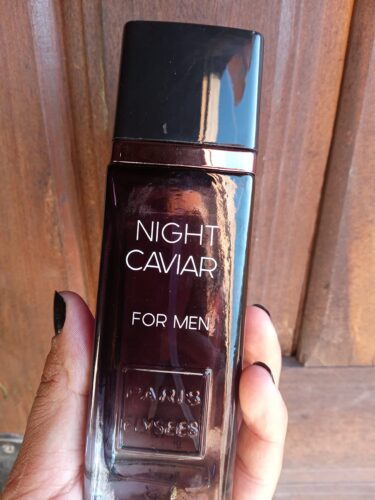 NIGHT
CAVIAR
FOR MEN
PARIS
ELYSEES